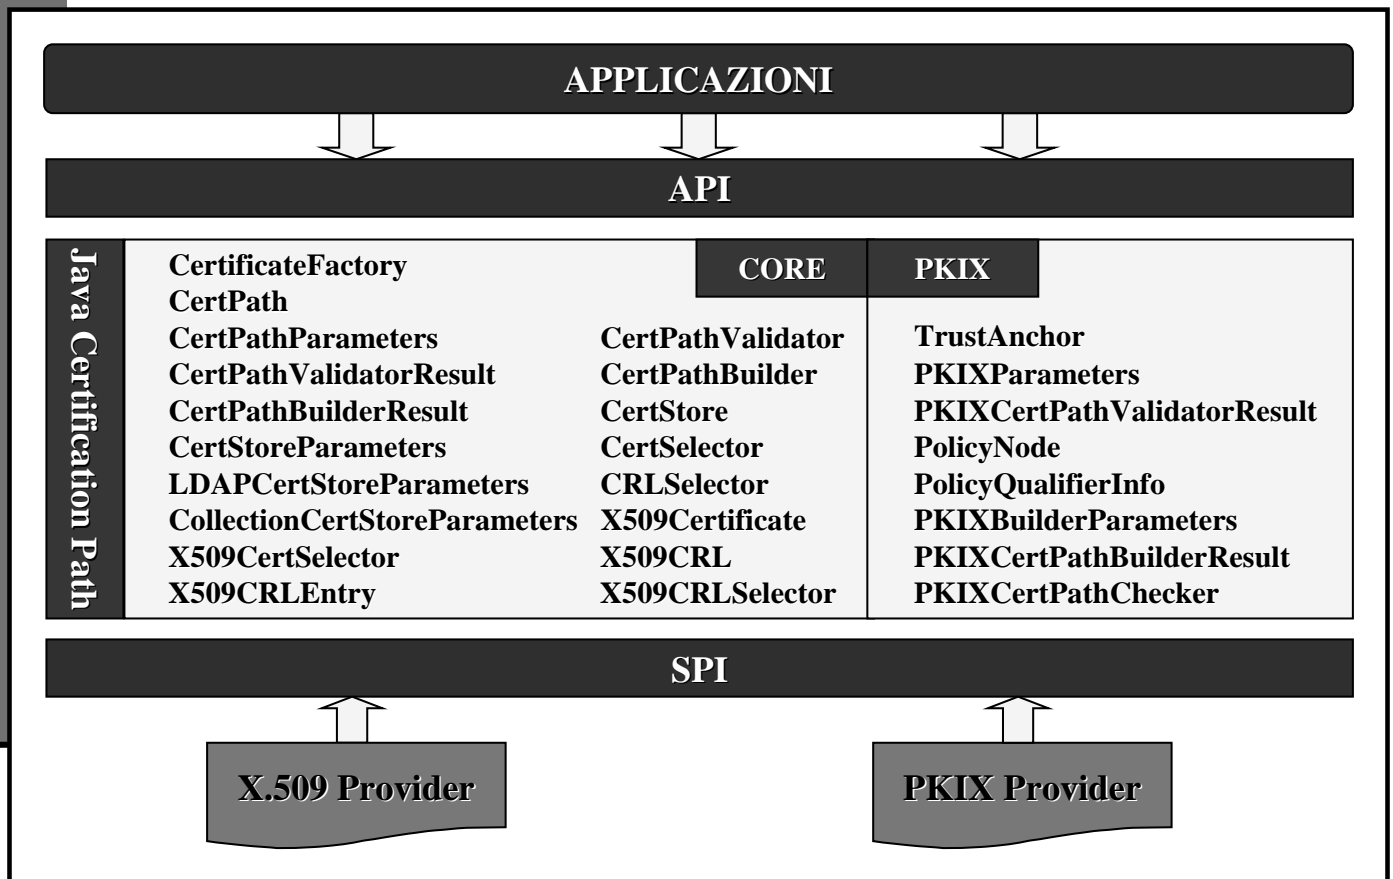 APPLICAZIONI
API
Java Certification Path
CORE
PKIX
CertificateFactory
CertPath
CertPathParameters
CertPathValidatorResult
CertPathBuilderResult
CertStoreParameters
LDAPCertStoreParameters
CollectionCertStoreParameters
X509CertSelector
X509CRLEntry
CertPathValidator
CertPathBuilder
CertStore
CertSelector
CRLSelector
X509Certificate
X509CRL
X509CRLSelector
TrustAnchor
PKIXParameters
PKIXCertPathValidatorResult
PolicyNode
PolicyQualifierInfo
PKIXBuilderParameters
PKIXCertPathBuilderResult
PKIXCertPathChecker
SPI
X.509 Provider
PKIX Provider